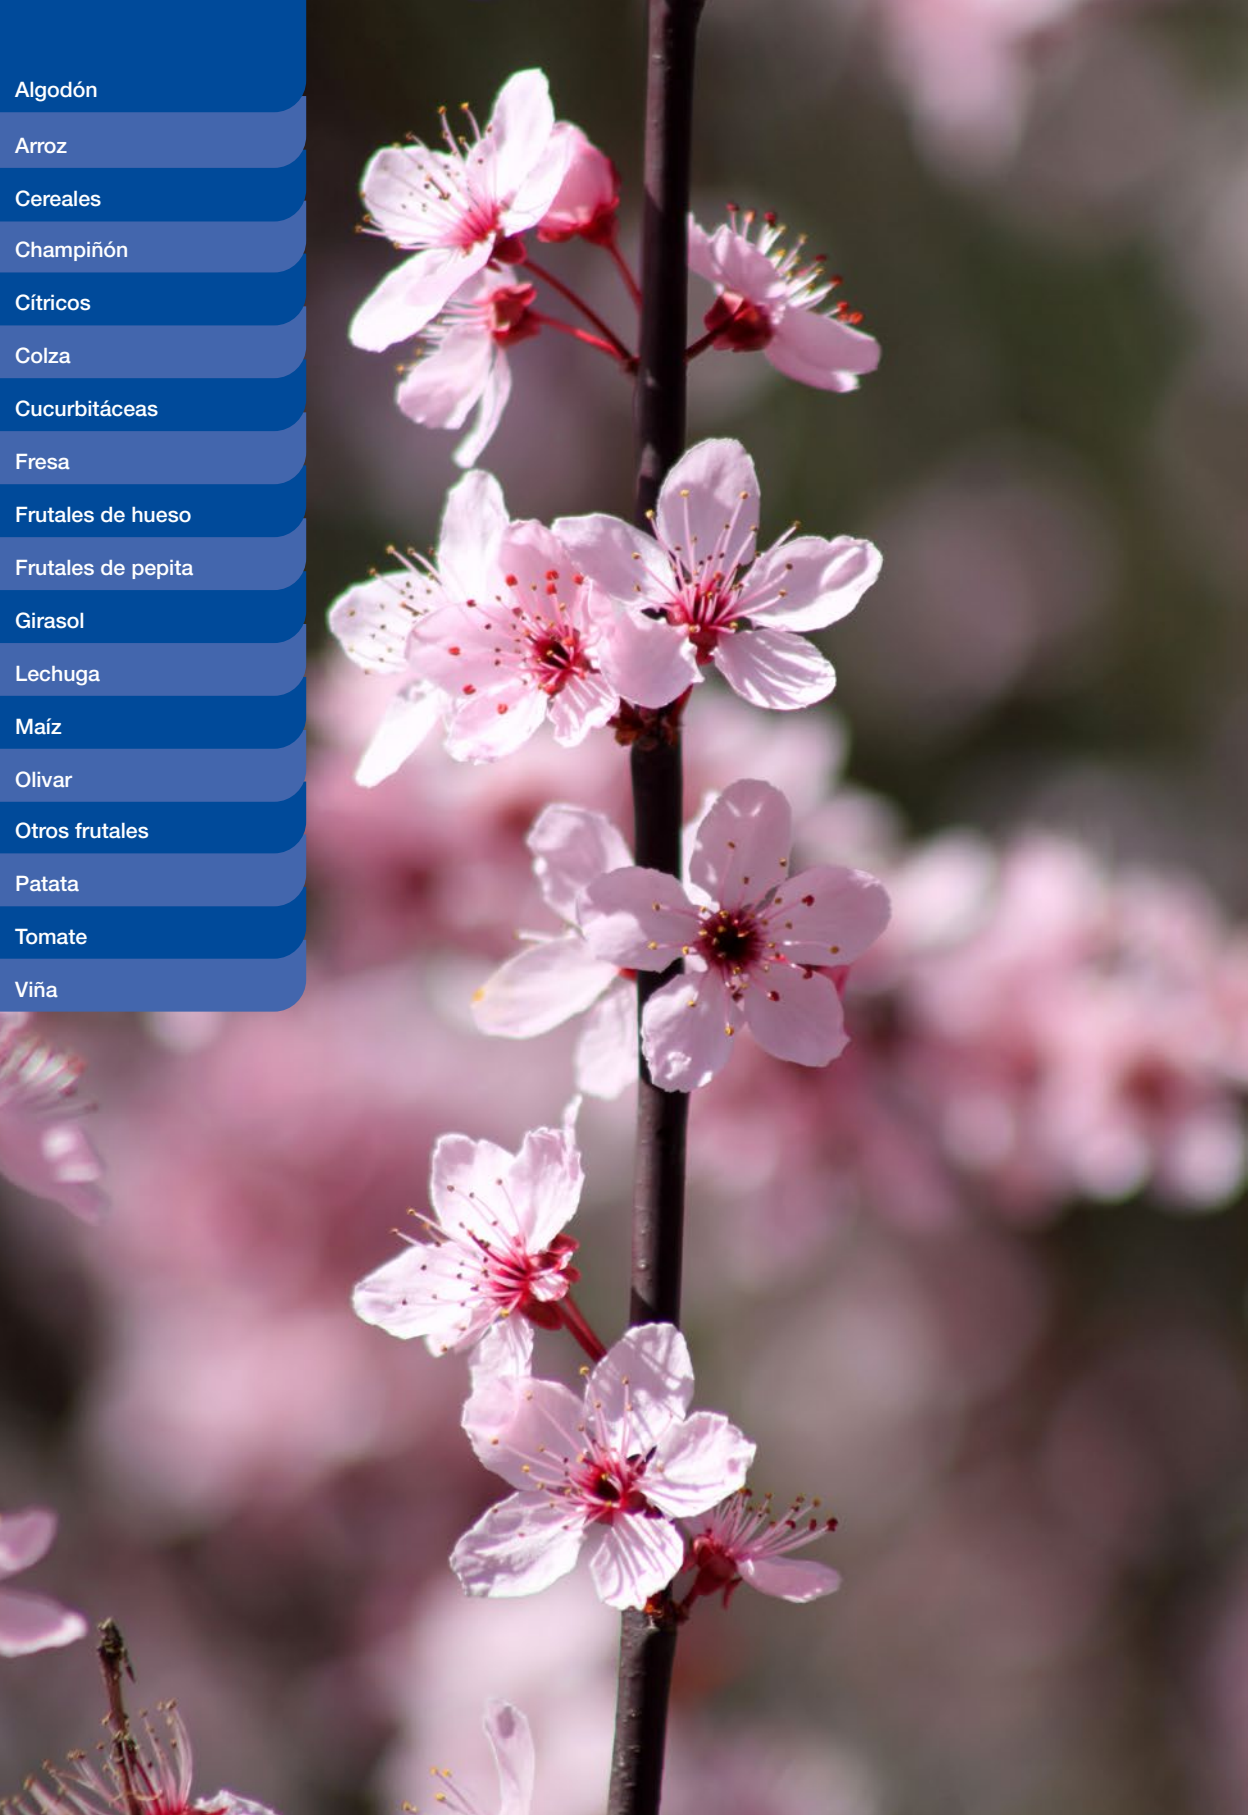 Algodón
Arroz
Cereales
Champiñón
Cítricos
Colza
Cucurbitáceas
Fresa
Frutales de hueso
Frutales de pepita
Girasol
Lechuga
Maíz
Olivar
Otros frutales
Patata
Tomate
Viña